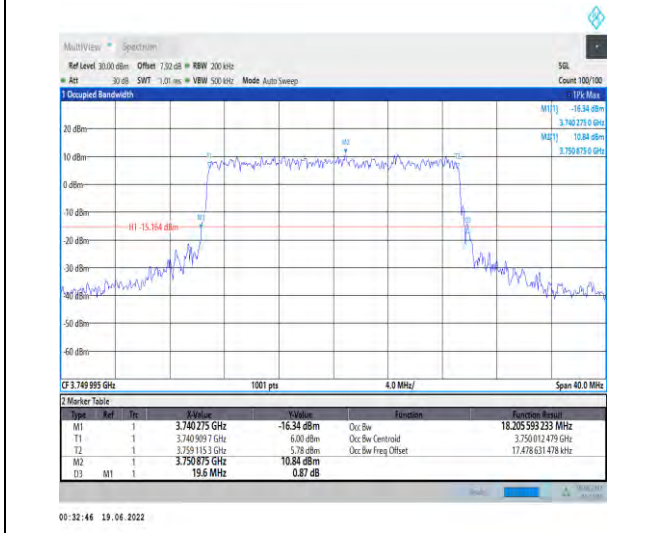 MultiView Spectrum
Ref Level 30.00 dBm Offset 7.92 dB RBW 200 kHz SGL
Att 30 dB SWT 1.01 ms VBW 500 kHz Mode Auto Sweep Count 100/100
1 Occupied Bandwidth 1Pk Max
M1[1] -16.34 dBm
3.740 275 0 GHz
M2[1] 10.84 dBm
3.750 875 0 GHz
20 dBm
M2
T1
10 dBm
0 dBm
-10 dBm
M1
H1 -15.164 dBm
-20 dBm
-30 dBm
-40 dBm
-50 dBm
-60 dBm
CF 3.749 995 GHz 1001 pts 4.0 MHz/ Span 40.0 MHz
2 Marker Table
Type Ref Trc X-Value Y-Value Function Function Result
M1 1 3.740 275 GHz -16.34 dBm Occ Bw 18.205 593 233 MHz
T1 1 3.740 909 7 GHz 6.00 dBm Occ Bw Centroid 3.750 012 479 GHz
T2 1 3.759 115 3 GHz 5.78 dBm Occ Bw Freq Offset 17.478 631 478 kHz
M2 1 3.750 875 GHz 10.84 dBm
D3 M1 1 19.6 MHz 0.87 dB
00:32:46 19.06.2022